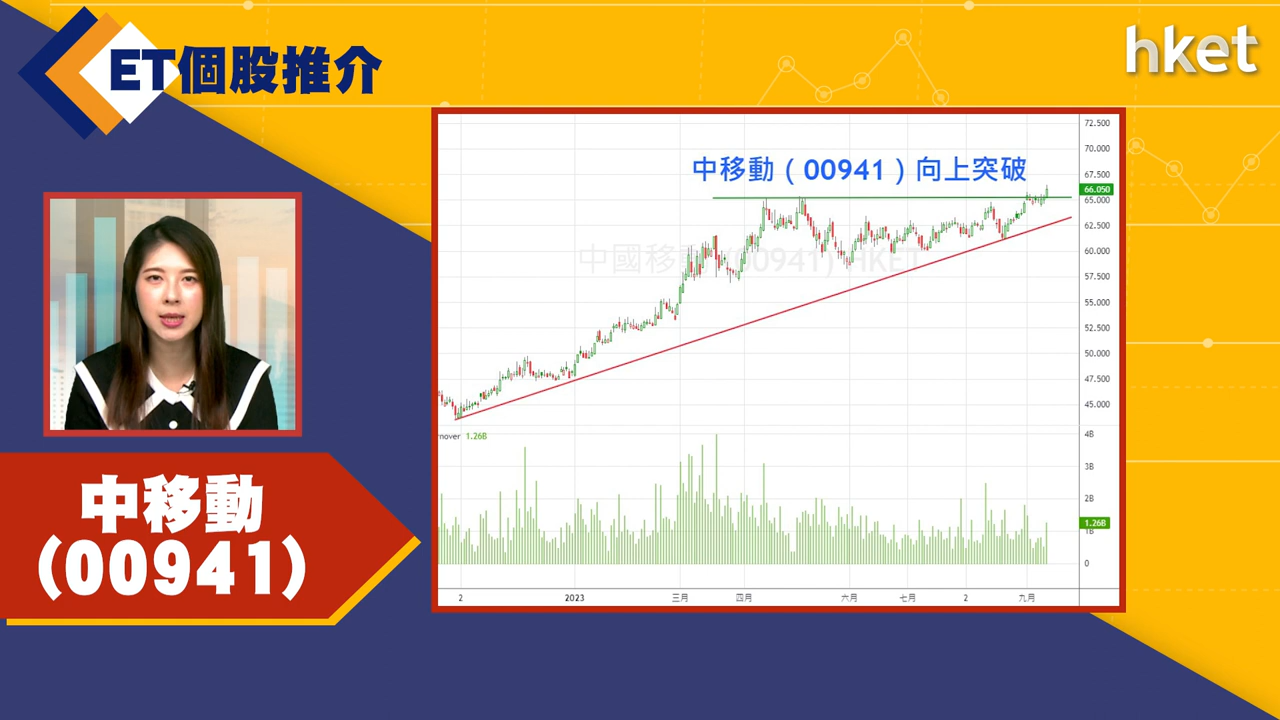 ET個股推介
hket
中移動
(00941)
中移動（00941）向上突破
中國移動 (00941) HKET
72.500
70.000
67.500
66.050
65.000
62.500
60.000
57.500
55.000
52.500
50.000
47.500
45.000
rnover 1.26B
4B
3B
2B
1.26B
1B
0
2
2023
三月
四月
六月
七月
2
九月